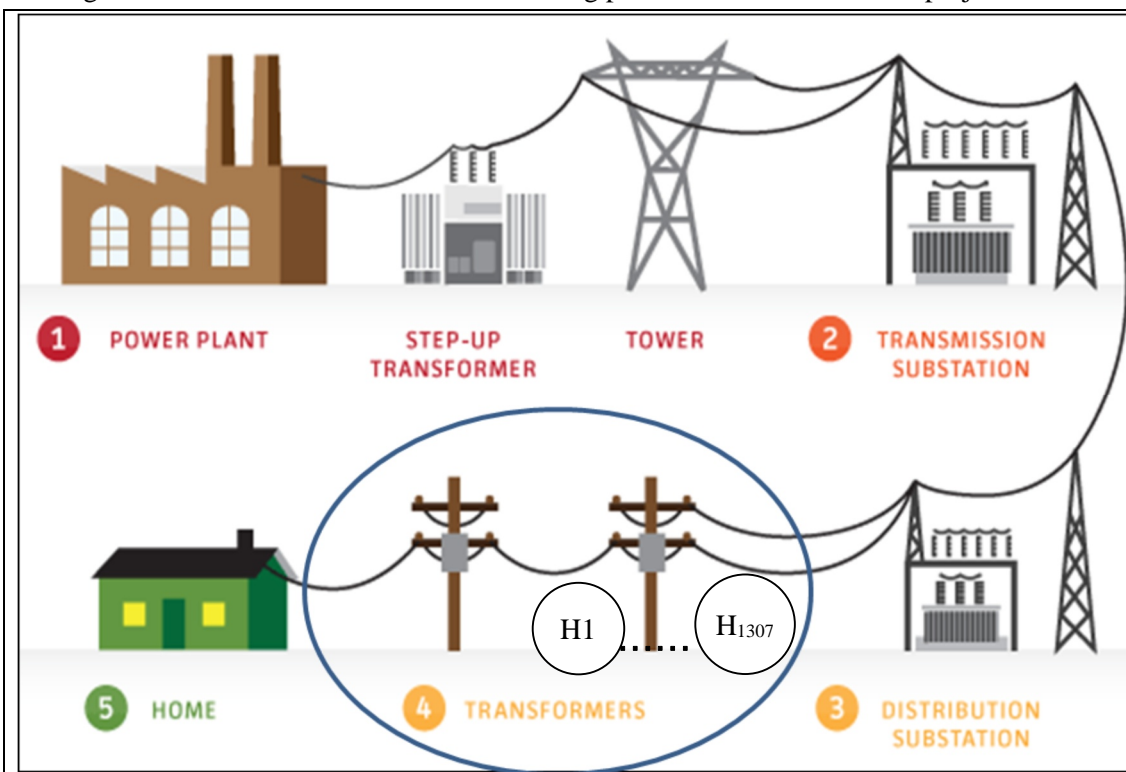 1 POWER PLANT
STEP-UP
TRANSFORMER
TOWER
2 TRANSMISSION
SUBSTATION
H1
H1307
5 HOME
4 TRANSFORMERS
3 DISTRIBUTION
SUBSTATION